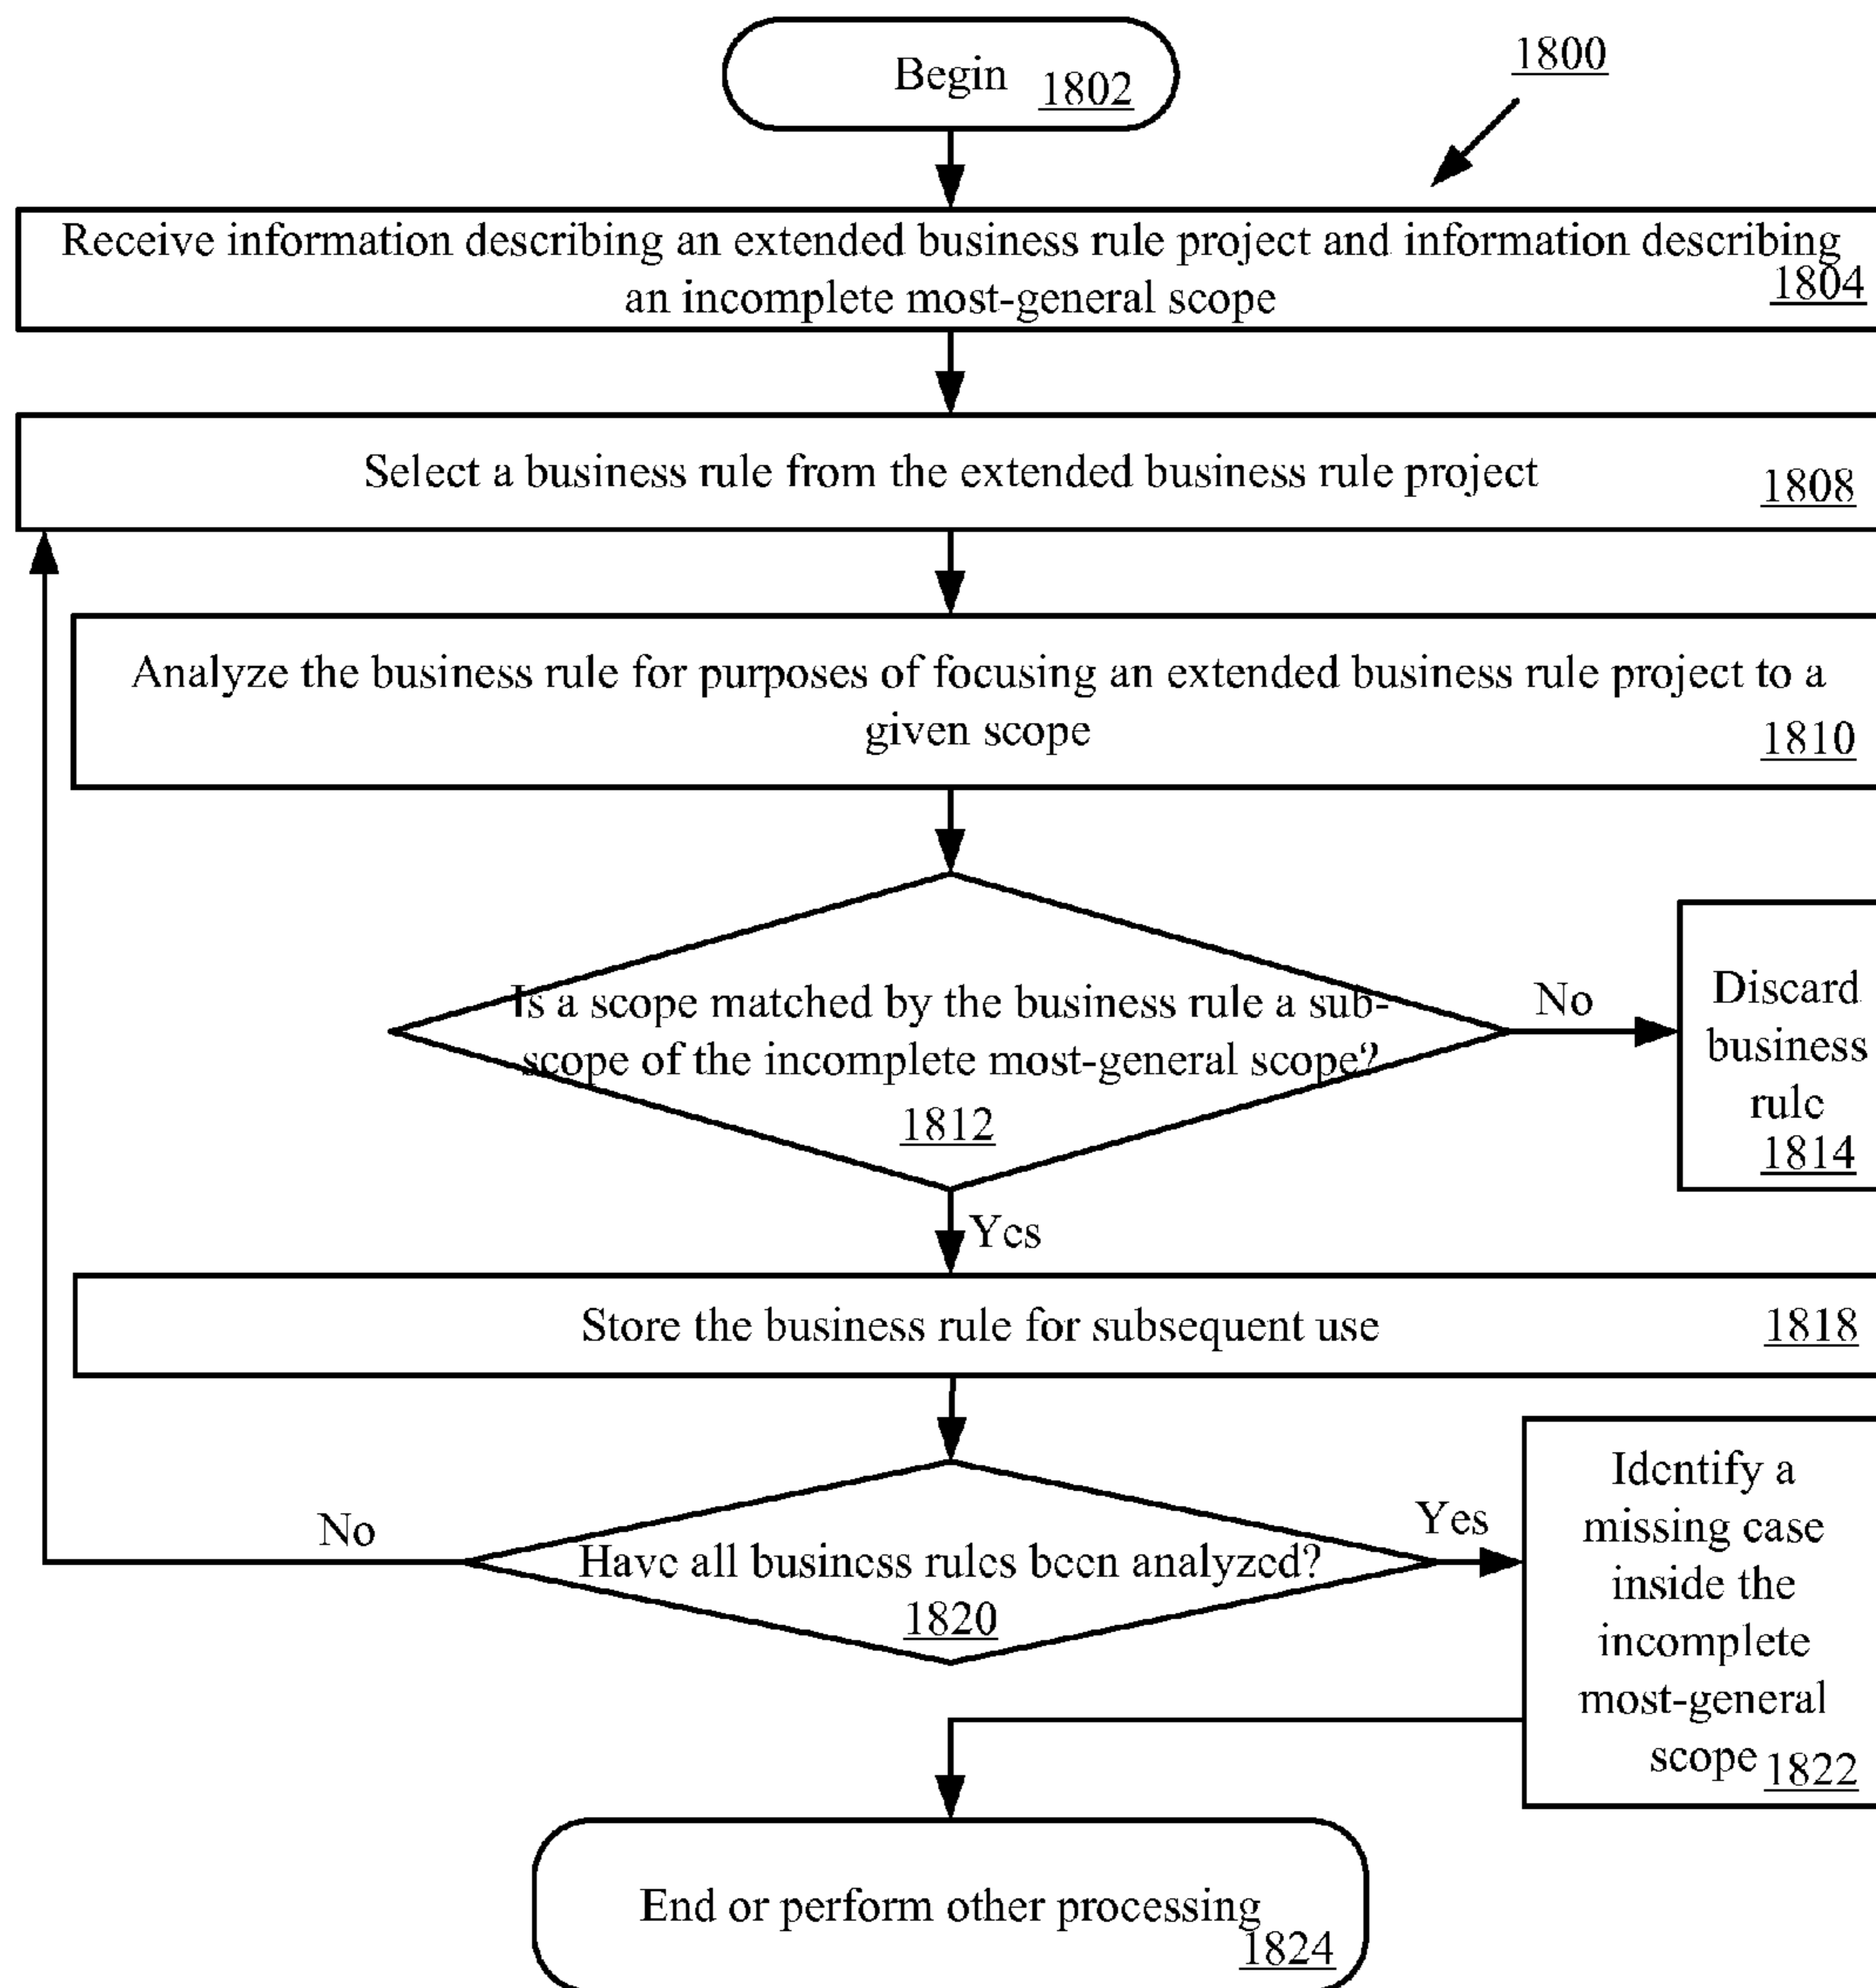 1800
Begin 1802
Receive information describing an extended business rule project and information describing
an incomplete most-general scope 1804
Select a business rule from the extended business rule project 1808
Analyze the business rule for purposes of focusing an extended business rule project to a
given scope 1810
Is a scope matched by the business rule a sub-
scope of the incomplete most-general scope?
1812
No
Discard
business
rule
1814
Yes
Store the business rule for subsequent use 1818
Have all business rules been analyzed?
1820
No
Yes
Identify a
missing case
inside the
incomplete
most-general
scope 1822
End or perform other processing
1824